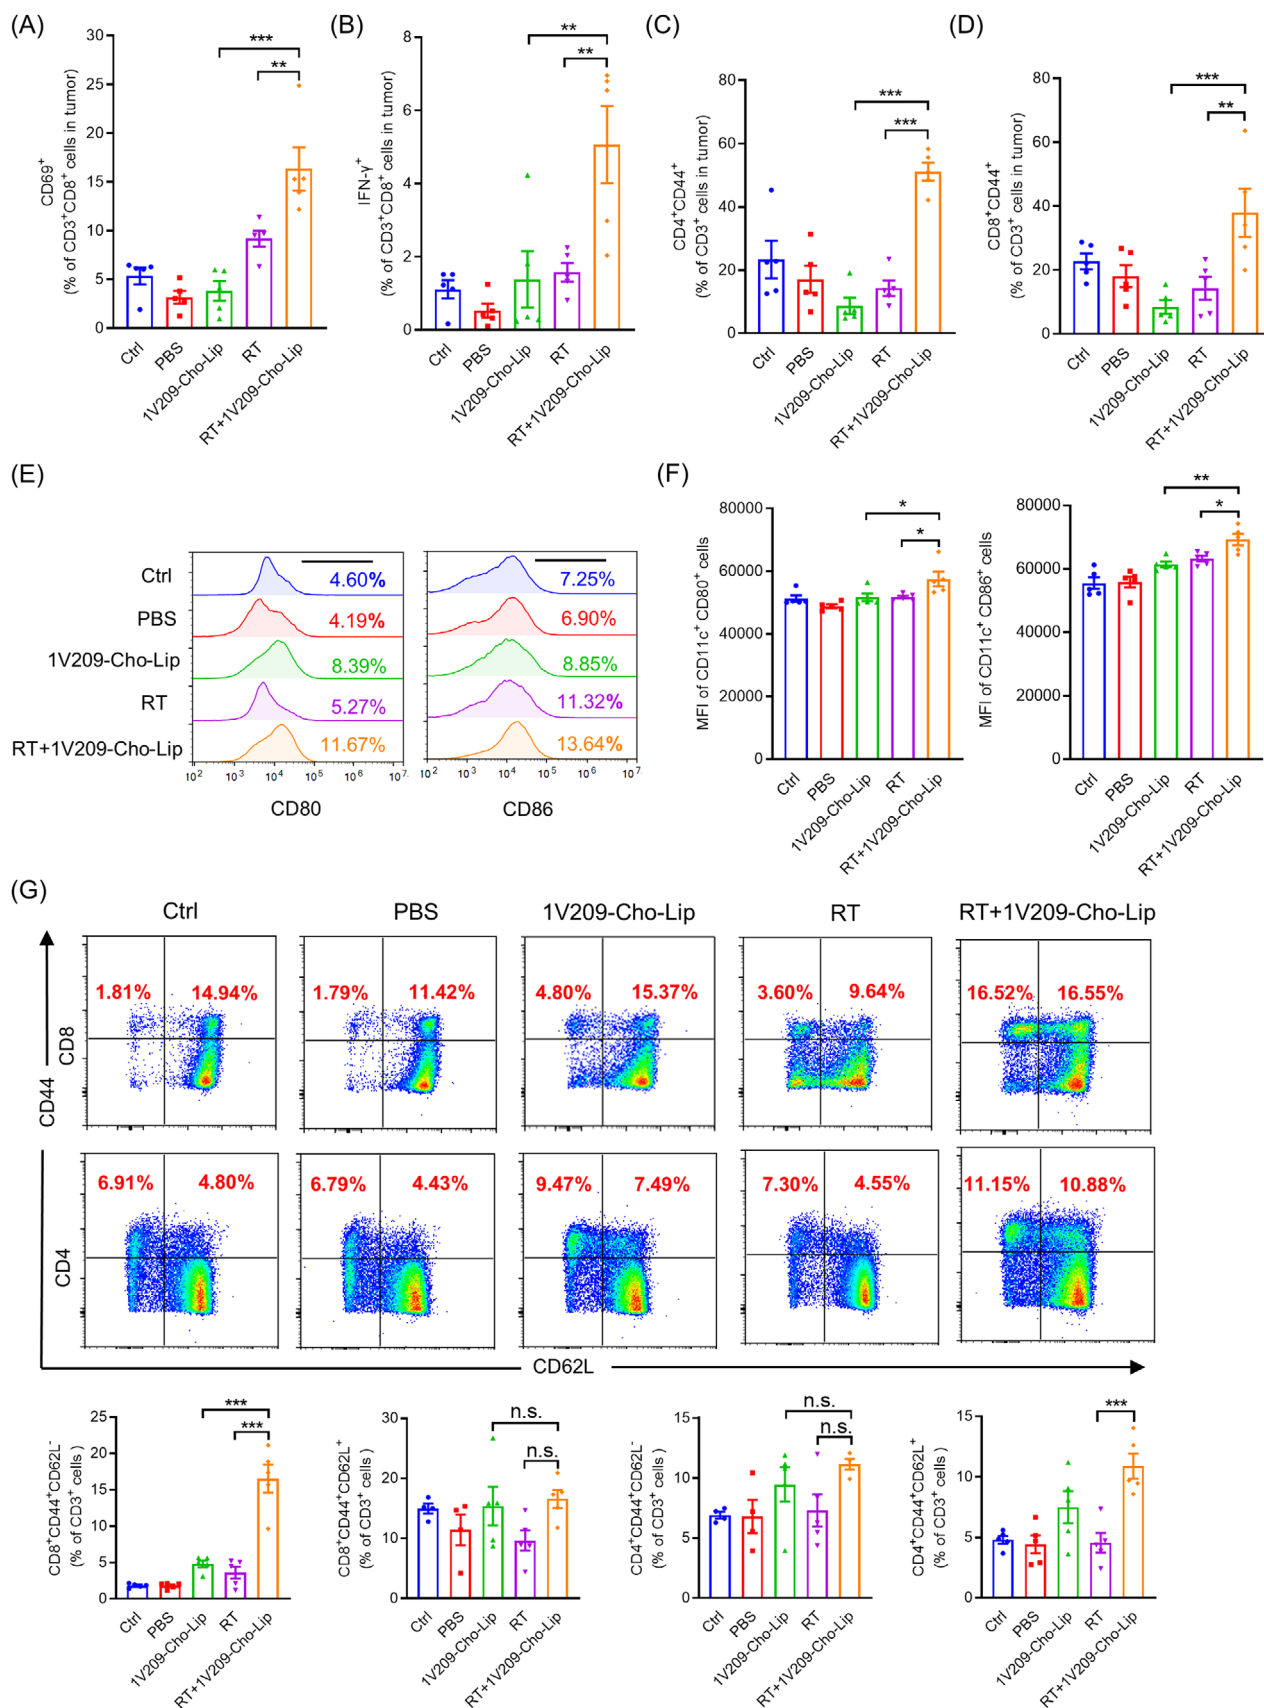 (A)
30
25
20
15
10
5
0
CD69⁺
(% of CD3⁺CD8⁺ cells in tumor)
***
**
Ctrl
PBS
1V209-Cho-Lip
RT
RT+1V209-Cho-Lip
(B)
8
6
4
2
0
IFN-γ⁺
(% of CD3⁺CD8⁺ cells in tumor)
**
**
Ctrl
PBS
1V209-Cho-Lip
RT
RT+1V209-Cho-Lip
(C)
80
60
40
20
0
CD4⁺CD44⁺
(% of CD3⁺ cells in tumor)
***
***
Ctrl
PBS
1V209-Cho-Lip
RT
RT+1V209-Cho-Lip
(D)
80
60
40
20
0
CD8⁺CD44⁺
(% of CD3⁺ cells in tumor)
***
**
Ctrl
PBS
1V209-Cho-Lip
RT
RT+1V209-Cho-Lip
(E)
Ctrl
4.60%
7.25%
PBS
4.19%
6.90%
1V209-Cho-Lip
8.39%
8.85%
RT
5.27%
11.32%
RT+1V209-Cho-Lip
11.67%
13.64%
10² 10³ 10⁴ 10⁵ 10⁶ 10⁷
10² 10³ 10⁴ 10⁵ 10⁶ 10⁷
CD80
CD86
(F)
80000
60000
40000
20000
0
MFI of CD11c⁺ CD80⁺ cells
*
*
Ctrl
PBS
1V209-Cho-Lip
RT
RT+1V209-Cho-Lip
80000
60000
40000
20000
0
MFI of CD11c⁺ CD86⁺ cells
**
*
Ctrl
PBS
1V209-Cho-Lip
RT
RT+1V209-Cho-Lip
(G)
Ctrl
PBS
1V209-Cho-Lip
RT
RT+1V209-Cho-Lip
CD44
CD8
1.81% 14.94%
1.79% 11.42%
4.80% 15.37%
3.60% 9.64%
16.52% 16.55%
CD4
6.91% 4.80%
6.79% 4.43%
9.47% 7.49%
7.30% 4.55%
11.15% 10.88%
CD62L
25
20
15
10
5
0
CD8⁺CD44⁺CD62L⁻
(% of CD3⁺ cells )
***
***
Ctrl
PBS
1V209-Cho-Lip
RT
RT+1V209-Cho-Lip
30
20
10
0
CD8⁺CD44⁺CD62L⁺
(% of CD3⁺ cells )
n.s.
n.s.
Ctrl
PBS
1V209-Cho-Lip
RT
RT+1V209-Cho-Lip
15
10
5
0
CD4⁺CD44⁺CD62L⁻
(% of CD3⁺ cells )
n.s.
n.s.
Ctrl
PBS
1V209-Cho-Lip
RT
RT+1V209-Cho-Lip
15
10
5
0
CD4⁺CD44⁺CD62L⁺
(% of CD3⁺ cells )
***
Ctrl
PBS
1V209-Cho-Lip
RT
RT+1V209-Cho-Lip